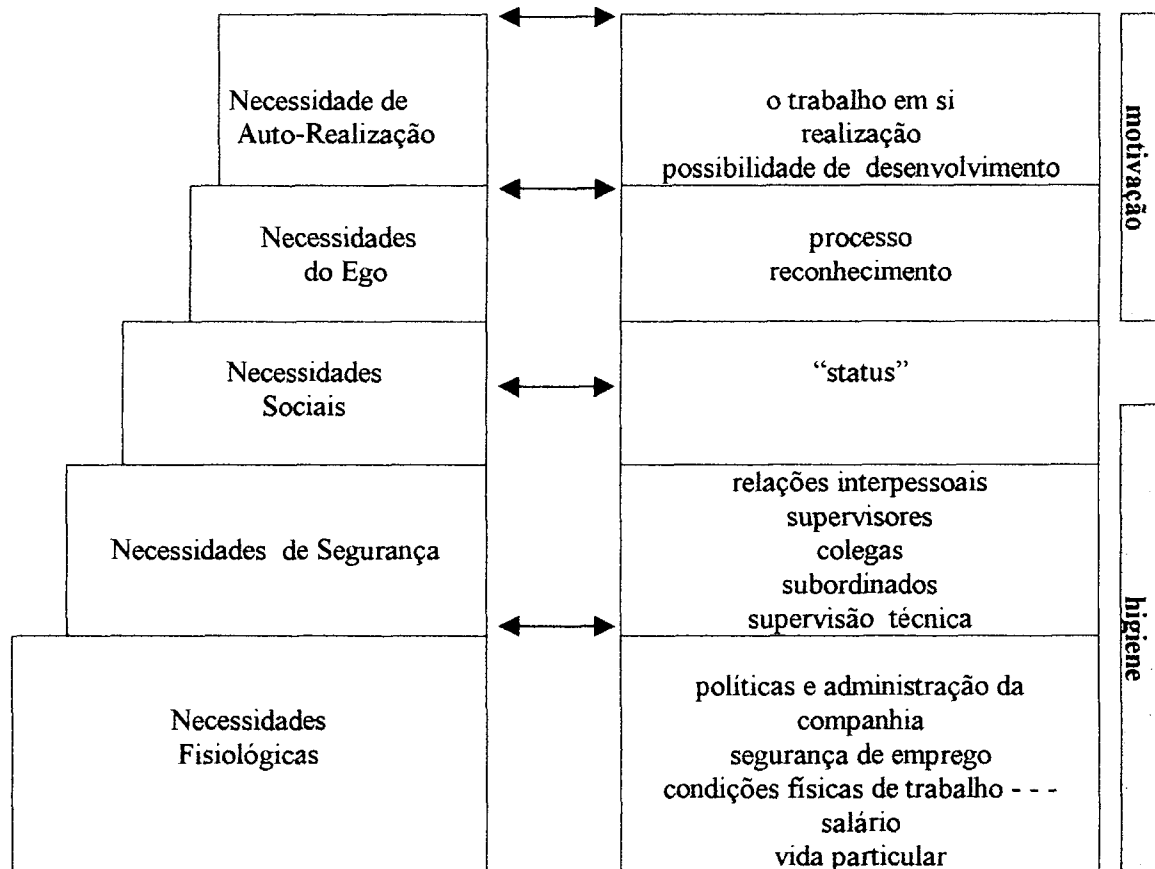 Necessidade de
Auto-Realização
o trabalho em si
realização
possibilidade de desenvolvimento
motivação
Necessidades
do Ego
processo
reconhecimento
Necessidades
Sociais
“status”
Necessidades de Segurança
relações interpessoais
supervisores
colegas
subordinados
supervisão técnica
higiene
Necessidades
Fisiológicas
políticas e administração da
companhia
segurança de emprego
condições físicas de trabalho - - -
salário
vida particular